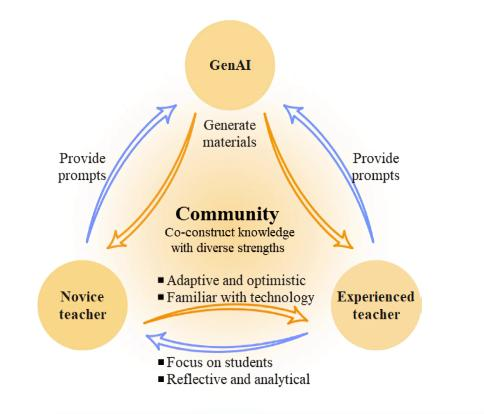 GenAI
Generate
materials
Provide
prompts
Provide
prompts
Community
Co-construct knowledge
with diverse strengths
▪ Adaptive and optimistic
▪ Familiar with technology
Novice
teacher
Experienced
teacher
▪ Focus on students
▪ Reflective and analytical